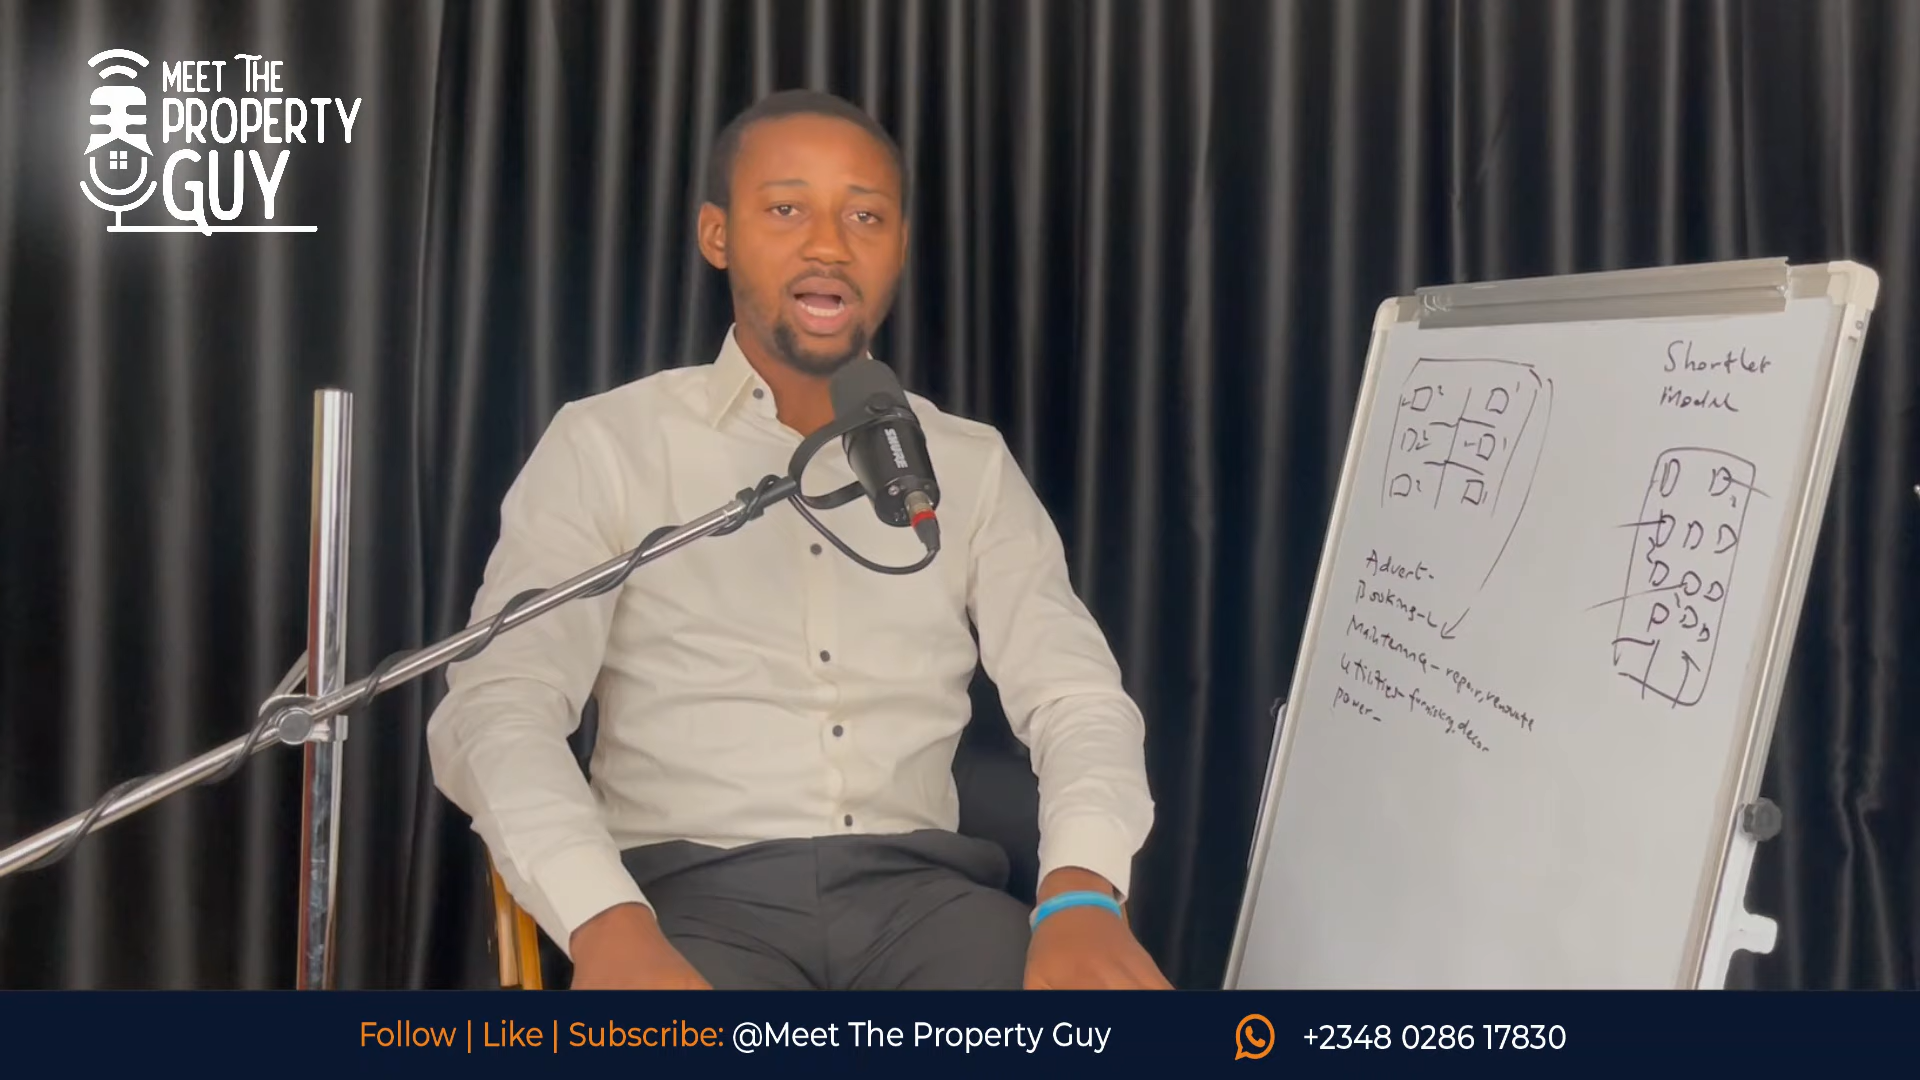 MEET THE
PROPERTY
GUY
SHURE
Shortlet
Model
Advert-
Booking-
Maintenance- repair, renovate
Utilities- furnishing, decor
power-
Follow | Like | Subscribe: @Meet The Property Guy
+2348 0286 17830